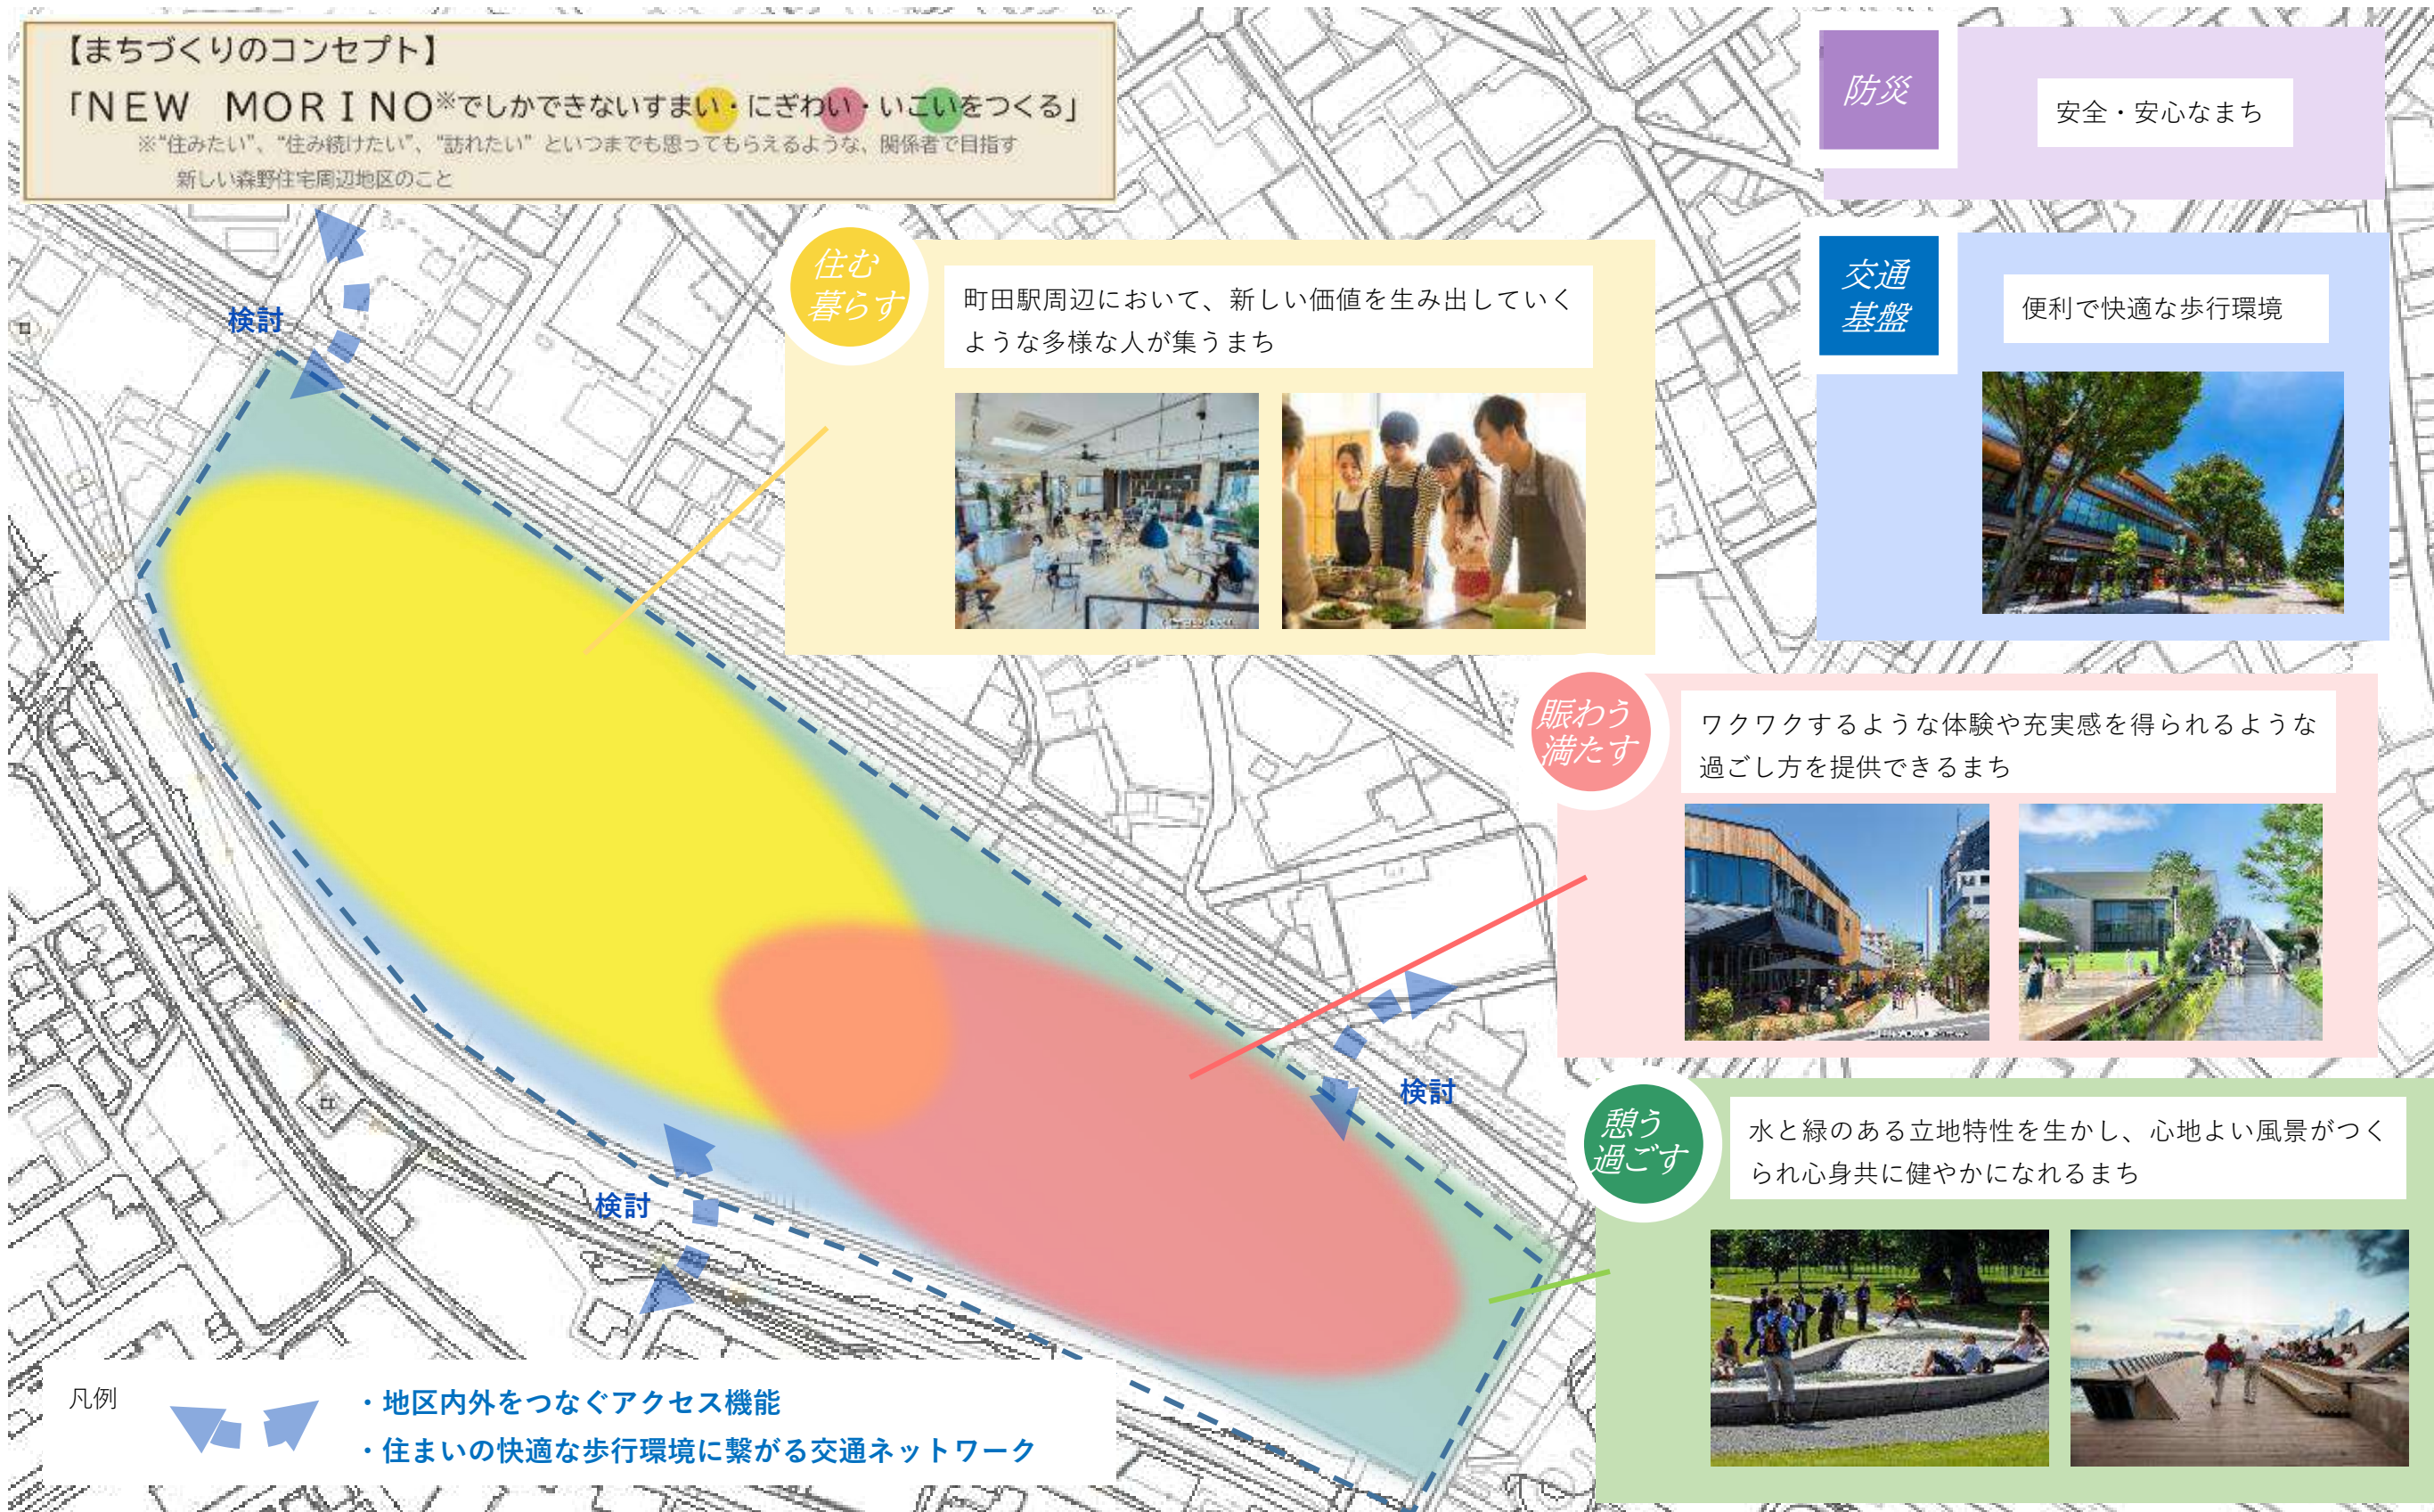 【まちづくりのコンセプト】
「NEW MORINO※でしかできないすまい・にぎわい・いこいをつくる」
※“住みたい”、“住み続けたい”、“訪れたい” といつまでも思ってもらえるような、関係者で目指す
新しい森野住宅周辺地区のこと
防災
安全・安心なまち
交通
基盤
便利で快適な歩行環境
住む
暮らす
町田駅周辺において、新しい価値を生み出していく
ような多様な人が集うまち
検討
賑わう
満たす
ワクワクするような体験や充実感を得られるような
過ごし方を提供できるまち
検討
憩う
過ごす
水と緑のある立地特性を生かし、心地よい風景がつく
られ心身共に健やかになれるまち
検討
凡例
・地区内外をつなぐアクセス機能
・住まいの快適な歩行環境に繋がる交通ネットワーク